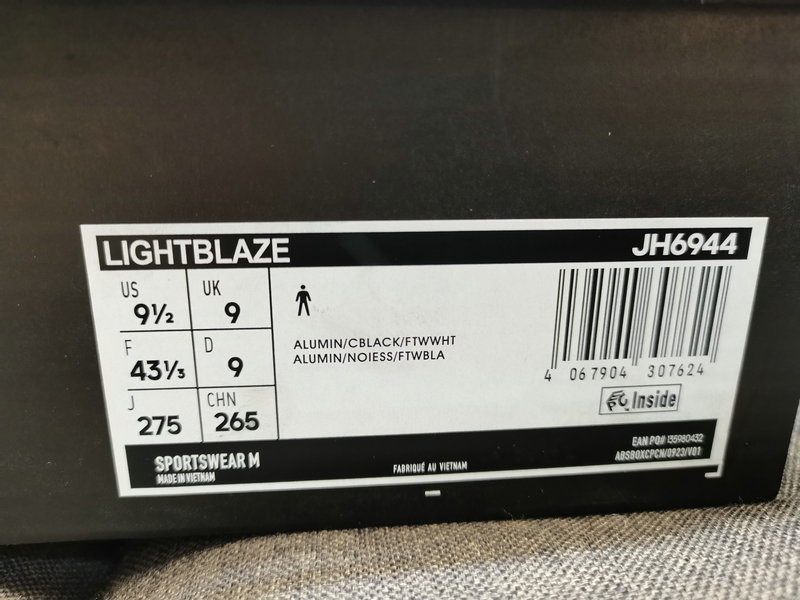 LIGHTBLAZE JH6944
US UK
9½ 9
F D
43⅓ 9
J CHN
275 265
ALUMIN/CBLACK/FTWWHT
ALUMIN/NOIESS/FTWBLA
4 067904 307624
Inside
SPORTSWEAR M
MADE IN VIETNAM
FABRIQUÉ AU VIETNAM
EAN PO# 135980432
ABSBOXCPCN/0923/V01